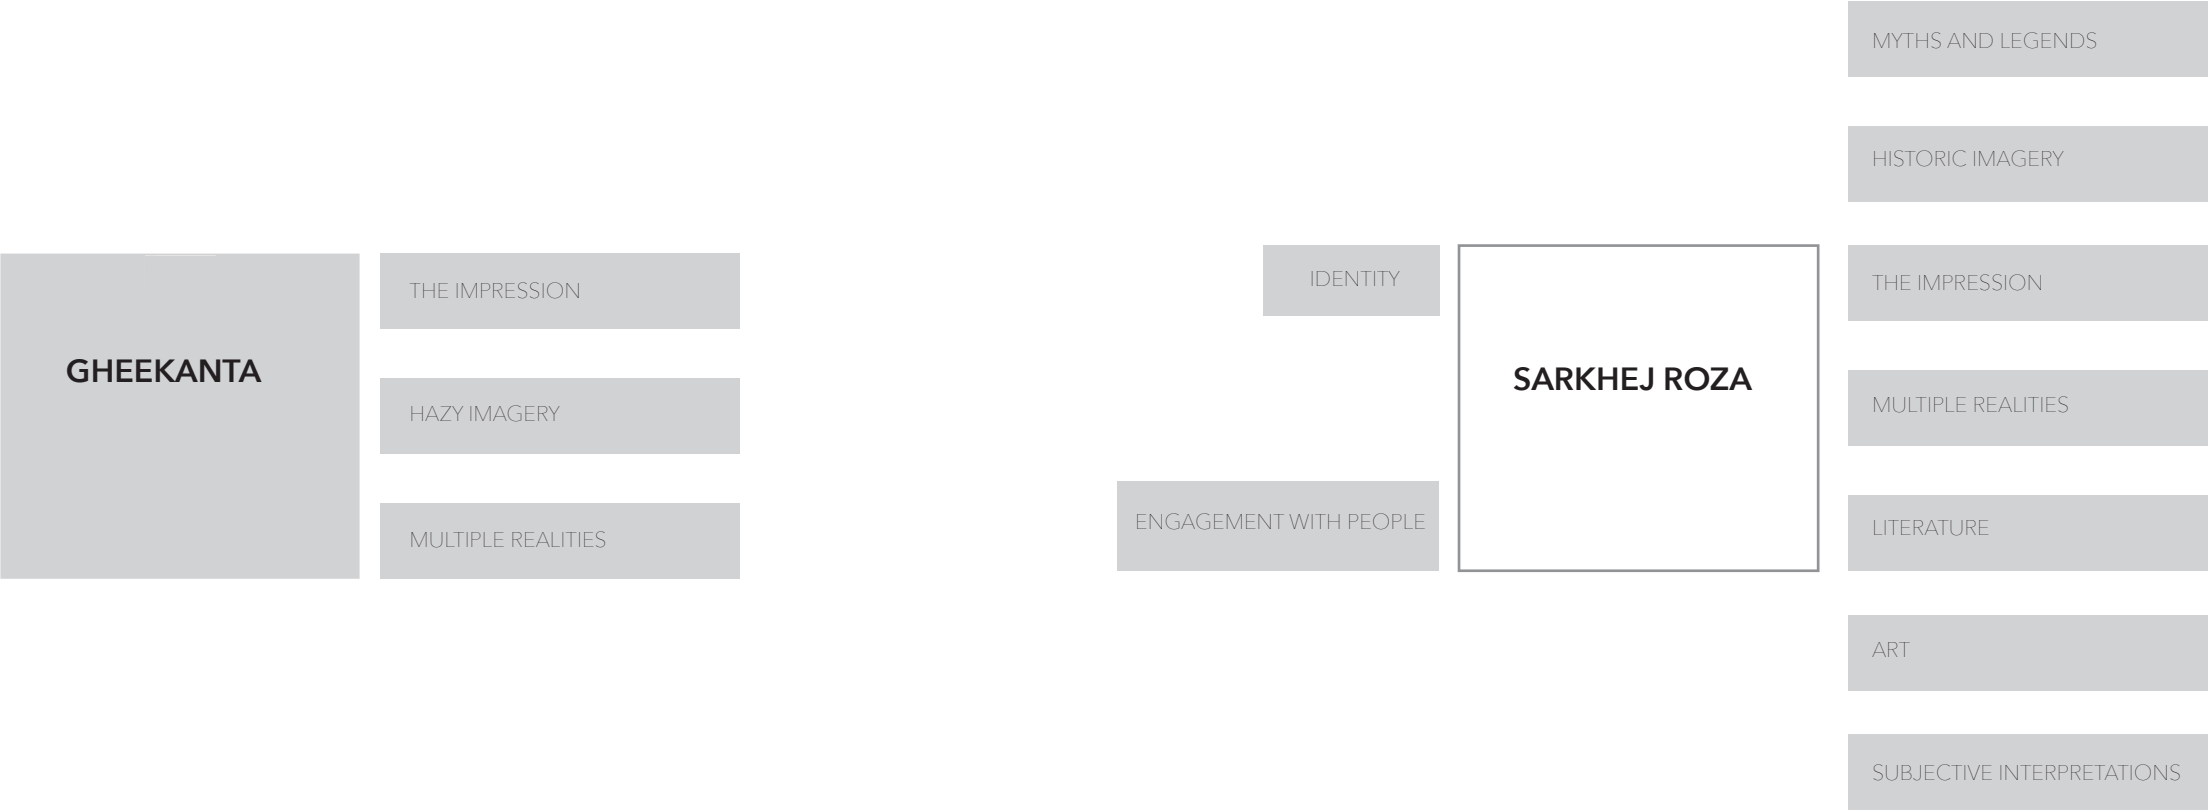 GHEEKANTA
THE IMPRESSION
HAZY IMAGERY
MULTIPLE REALITIES
IDENTITY
ENGAGEMENT WITH PEOPLE
SARKHEJ ROZA
MYTHS AND LEGENDS
HISTORIC IMAGERY
THE IMPRESSION
MULTIPLE REALITIES
LITERATURE
ART
SUBJECTIVE INTERPRETATIONS